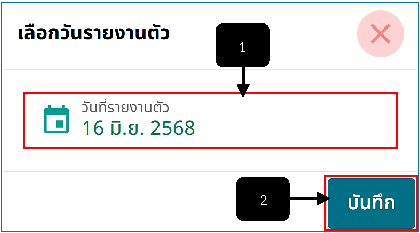 เลือกวันรายงานตัว
1
วันที่รายงานตัว
16 มิ.ย. 2568
2
บันทึก